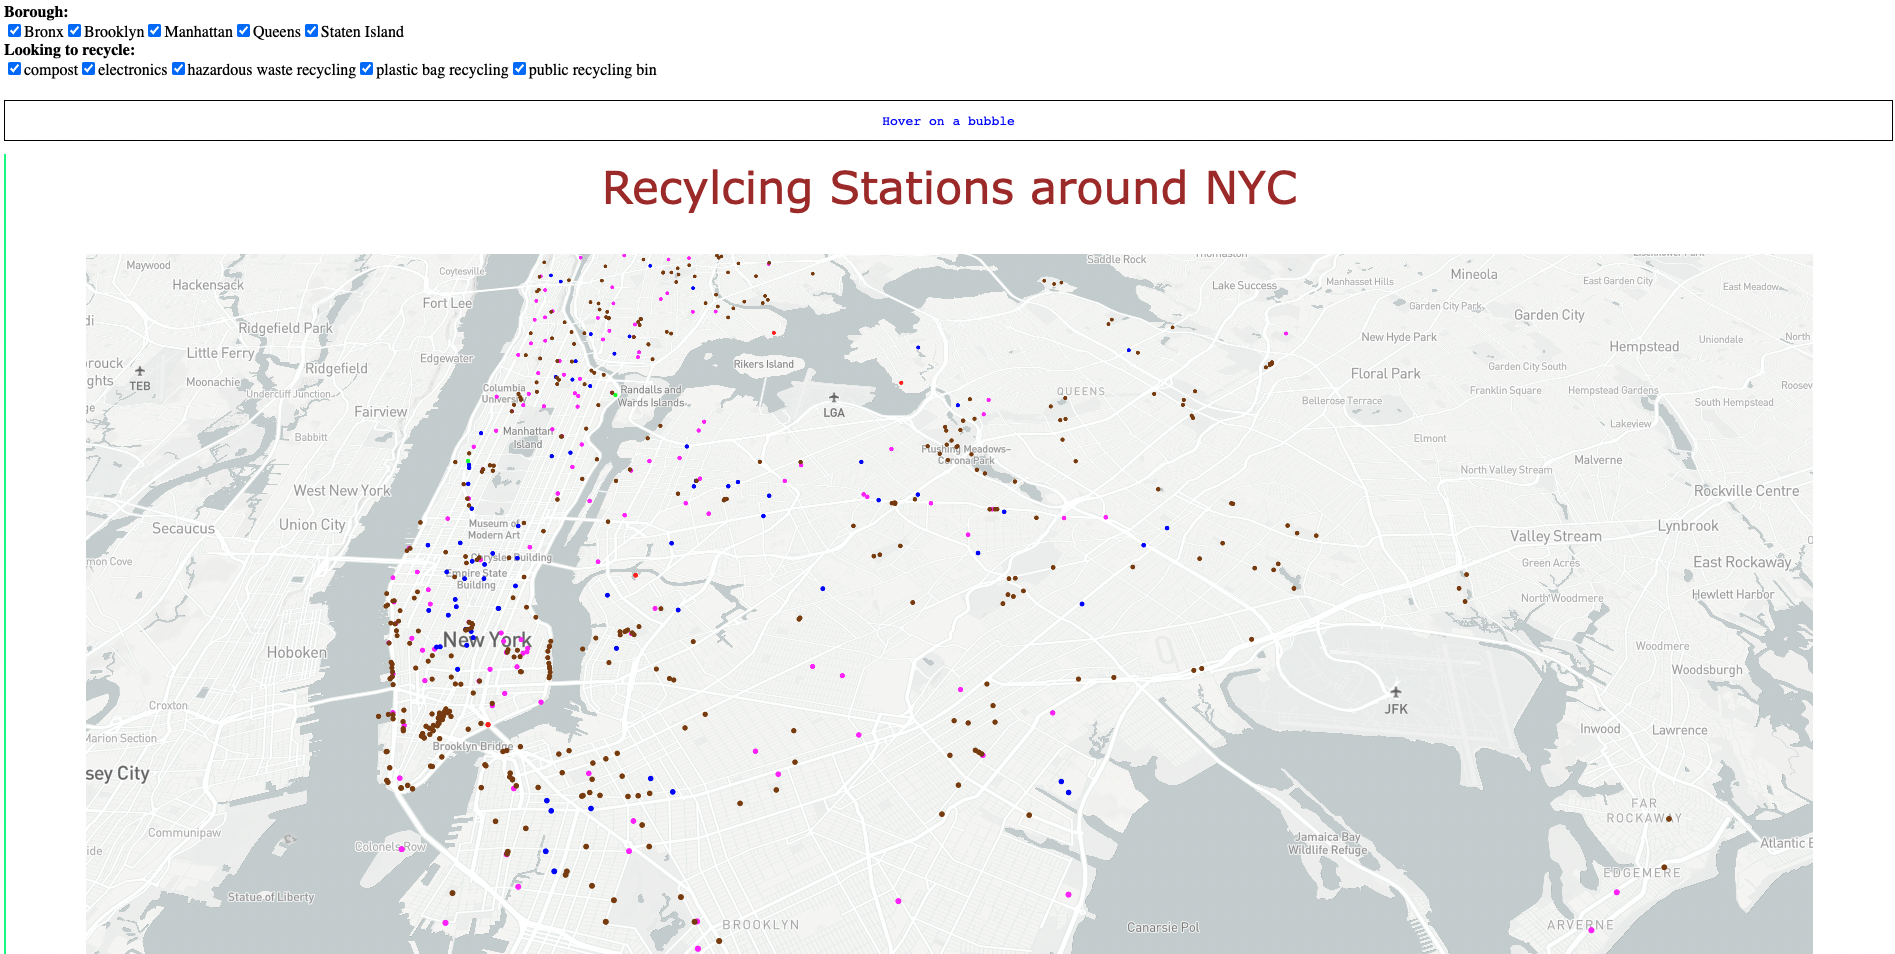 Borough:
Bronx Brooklyn Manhattan Queens Staten Island
Looking to recycle:
compost electronics hazardous waste recycling plastic bag recycling public recycling bin
Hover on a bubble
Recylcing Stations around NYC
Saddle Rock
Maywood
Coytesville
Mineola
Hackensack
Lake Success
Manhasset Hills
East Garden City
East Meadow
Fort Lee
Garden City Park
Garden City
di
Ridgefield Park
New Hyde Park
Uniondale
North
Little Ferry
Edgewater
Hempstead
rouck
ghts
TEB
Ridgefield
Rikers Island
Garden City South
Floral Park
Moonachie
Undercliff Junction
Columbia
University
Randalls and
Wards Islands
QUEENS
Franklin Square
Hempstead Gardens
Roosev
Bellerose Terrace
South Hempstead
ge
Fairview
LGA
Lakeview
Babbitt
Manhattan
Island
Elmont
Flushing Meadows–
Corona Park
Malverne
North Valley Stream
West New York
Rockville Centre
Secaucus
Union City
Museum of
Modern Art
Lynbrook
Valley Stream
Chrysler Building
mon Cove
Empire State
Building
Green Acres
East Rockaway
North Woodmere
Hewlett Harbor
New York
Hoboken
Woodmere
Woodsburgh
Croxton
JFK
Marion Section
Brooklyn Bridge
Inwood
Lawrence
sey City
FAR
ROCKAWAY
Communipaw
Colonels Row
Jamaica Bay
Wildlife Refuge
Atlantic B
ide
EDGEMERE
Statue of Liberty
BROOKLYN
Canarsie Pol
ARVERNE